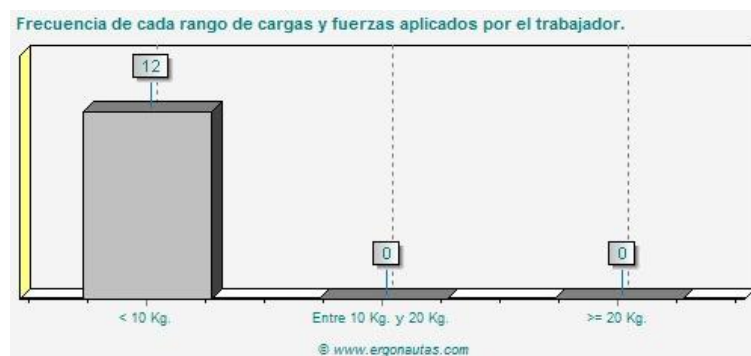 Frecuencia de cada rango de cargas y fuerzas aplicados por el trabajador.
12
0
0
< 10 Kg.
Entre 10 Kg. y 20 Kg.
>= 20 Kg.
© www.ergonautas.com